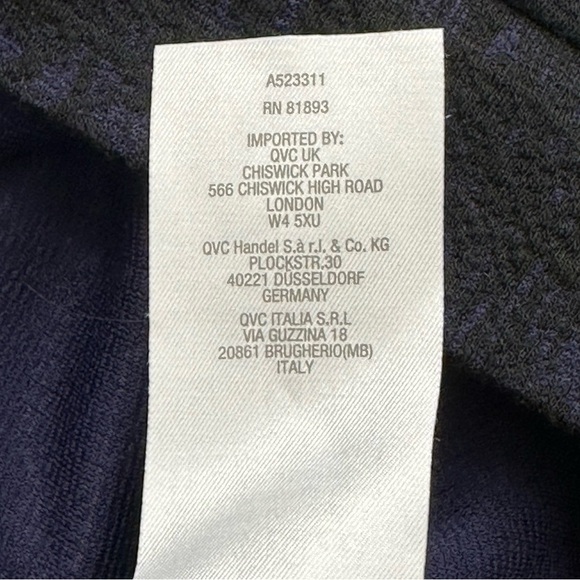 A523311
RN 81893
IMPORTED BY:
QVC UK
CHISWICK PARK
566 CHISWICK HIGH ROAD
LONDON
W4 5XU
QVC Handel S.à r.l. & Co. KG
PLOCKSTR.30
40221 DÜSSELDORF
GERMANY
QVC ITALIA S.R.L
VIA GUZZINA 18
20861 BRUGHERIO(MB)
ITALY